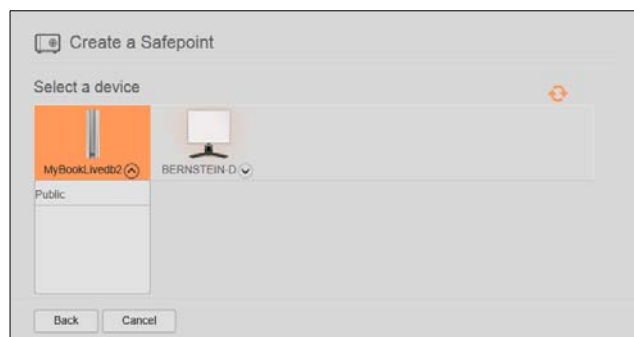 Create a Safepoint
Select a device
MyBookLivedb2 BERNSTEIN-D
Public
Back Cancel